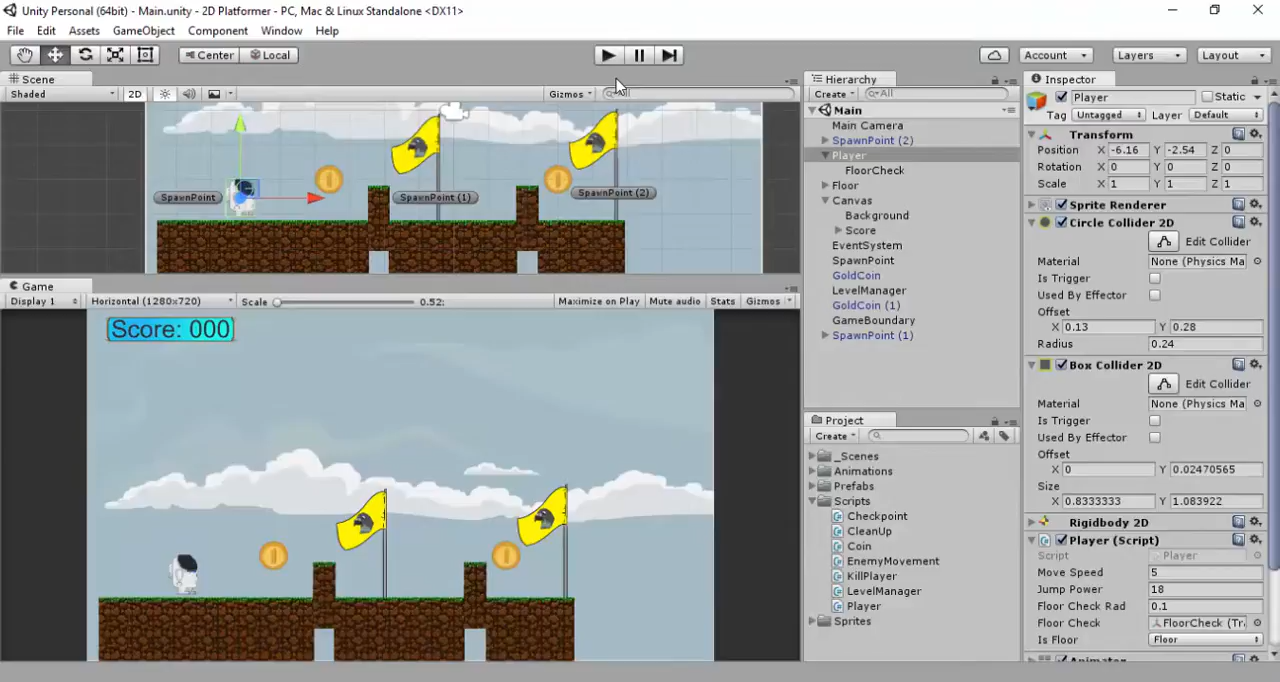 Unity Personal (64bit) - Main.unity - 2D Platformer - PC, Mac & Linux Standalone <DX11>
File Edit Assets GameObject Component Window Help
Center Local Account Layers Layout
Scene
Shaded 2D Gizmos All
SpawnPoint SpawnPoint (1) SpawnPoint (2)
Game
Display 1 Horizontal (1280x720) Scale 0.52: Maximize on Play Mute audio Stats Gizmos
Score: 000
Hierarchy
Create All
Main
Main Camera
SpawnPoint (2)
Player
FloorCheck
Floor
Canvas
Background
Score
EventSystem
SpawnPoint
GoldCoin
LevelManager
GoldCoin (1)
GameBoundary
SpawnPoint (1)
Project
Create
_Scenes
Animations
Prefabs
Scripts
Checkpoint
CleanUp
Coin
EnemyMovement
KillPlayer
LevelManager
Player
Sprites
Inspector
Player Static
Tag Untagged Layer Default
Transform
Position X -6.16 Y -2.54 Z 0
Rotation X 0 Y 0 Z 0
Scale X 1 Y 1 Z 1
Sprite Renderer
Circle Collider 2D
Edit Collider
Material None (Physics Ma
Is Trigger
Used By Effector
Offset
X 0.13 Y 0.28
Radius 0.24
Box Collider 2D
Edit Collider
Material None (Physics Ma
Is Trigger
Used By Effector
Offset
X 0 Y 0.02470565
Size
X 0.8333333 Y 1.083922
Rigidbody 2D
Player (Script)
Script Player
Move Speed 5
Jump Power 18
Floor Check Rad 0.1
Floor Check FloorCheck (Tr
Is Floor Floor
Animator